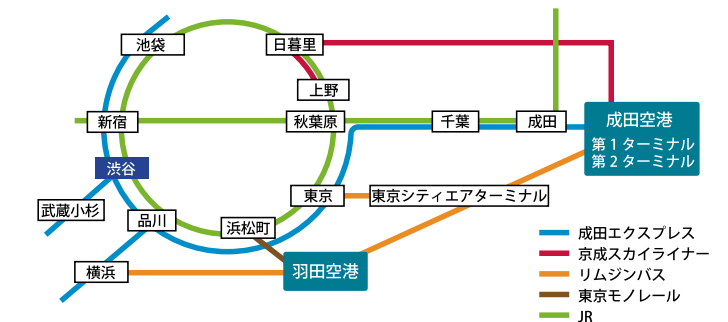 池袋
日暮里
上野
新宿
秋葉原
千葉
成田
成田空港
第1ターミナル
第2ターミナル
渋谷
東京
東京シティエアターミナル
武蔵小杉
品川
浜松町
横浜
羽田空港
成田エクスプレス
京成スカイライナー
リムジンバス
東京モノレール
JR